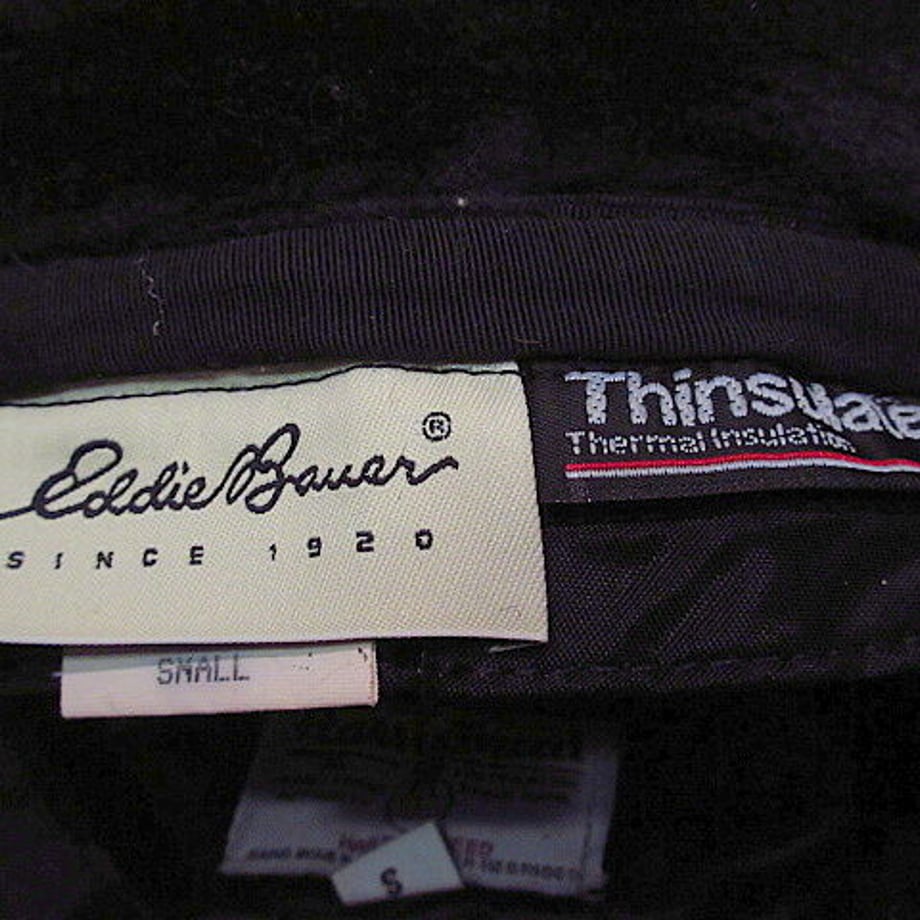 Eddie Bauer®
SINCE 1920
Thinsulate
Thermal Insulation
SMALL
S